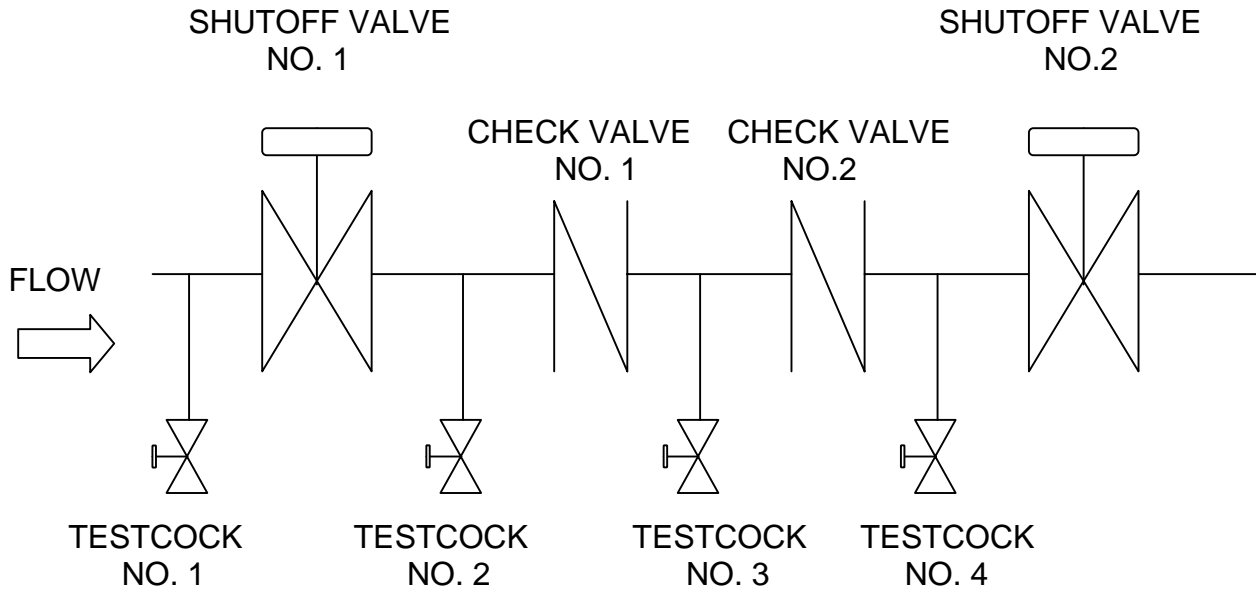 SHUTOFF VALVE
NO. 1
SHUTOFF VALVE
NO.2
CHECK VALVE
NO. 1
CHECK VALVE
NO.2
FLOW
TESTCOCK
NO. 1
TESTCOCK
NO. 2
TESTCOCK
NO. 3
TESTCOCK
NO. 4